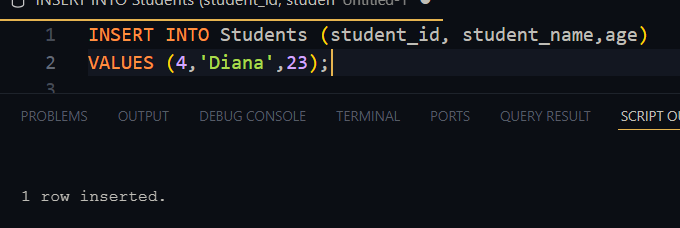 INSERT INTO Students (student_id, studen Untitled-1
1 INSERT INTO Students (student_id, student_name,age)
2 VALUES (4,'Diana',23);
3
PROBLEMS OUTPUT DEBUG CONSOLE TERMINAL PORTS QUERY RESULT SCRIPT OU
1 row inserted.